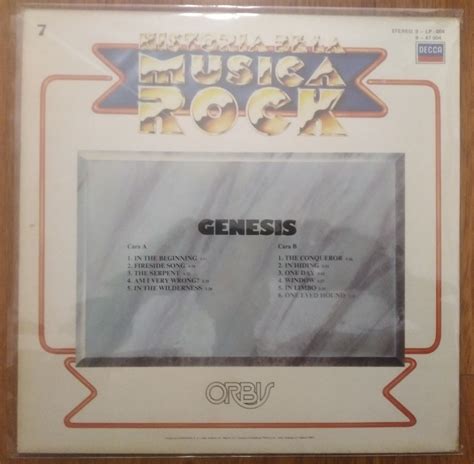 7
HISTORIA DE LA
MUSICA
ROCK
STEREO
DECCA
GENESIS
Cara A
1. IN THE BEGINNING
2. FIRESIDE SONG
3. THE SERPENT
4. AM I VERY WRONG?
5. IN THE WILDERNESS
Cara B
1. THE CONQUEROR
2. IN HIDING
3. ONE DAY
4. WINDOW
5. IN LIMBO
6. ONE EYED HOUND
ORBIS